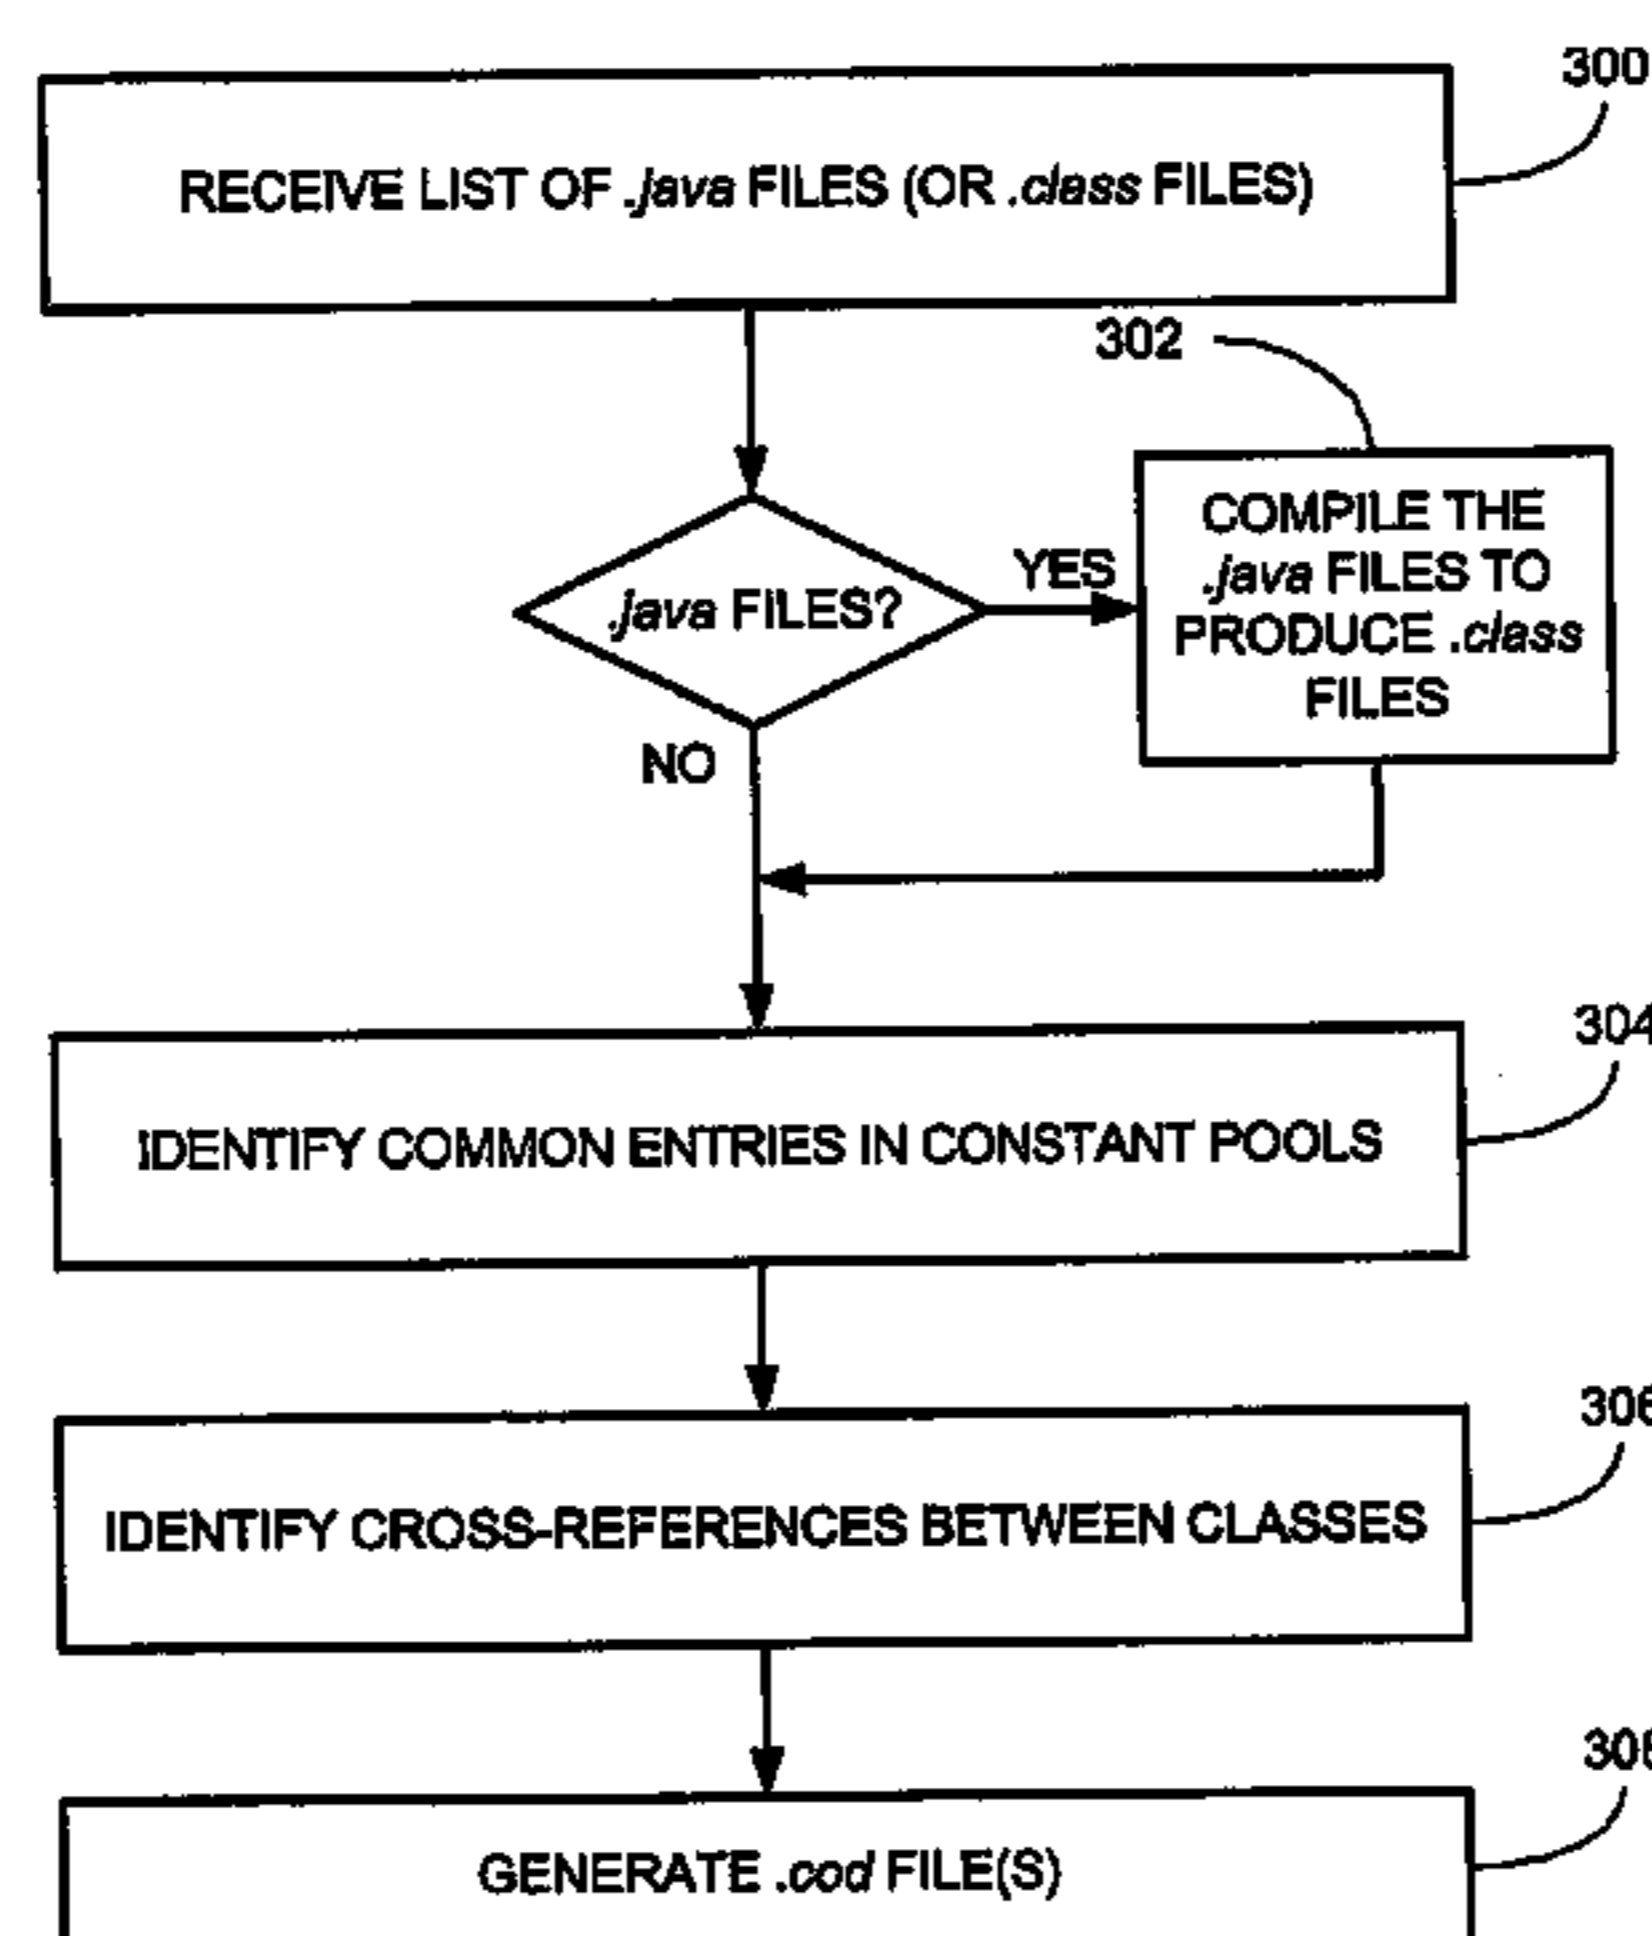 300
RECEIVE LIST OF .java FILES (OR .class FILES)
302
COMPILE THE
.java FILES TO
PRODUCE .class
FILES
YES
.java FILES?
NO
304
IDENTIFY COMMON ENTRIES IN CONSTANT POOLS
IDENTIFY CROSS-REFERENCES BETWEEN CLASSES
GENERATE .cod FILE(S)